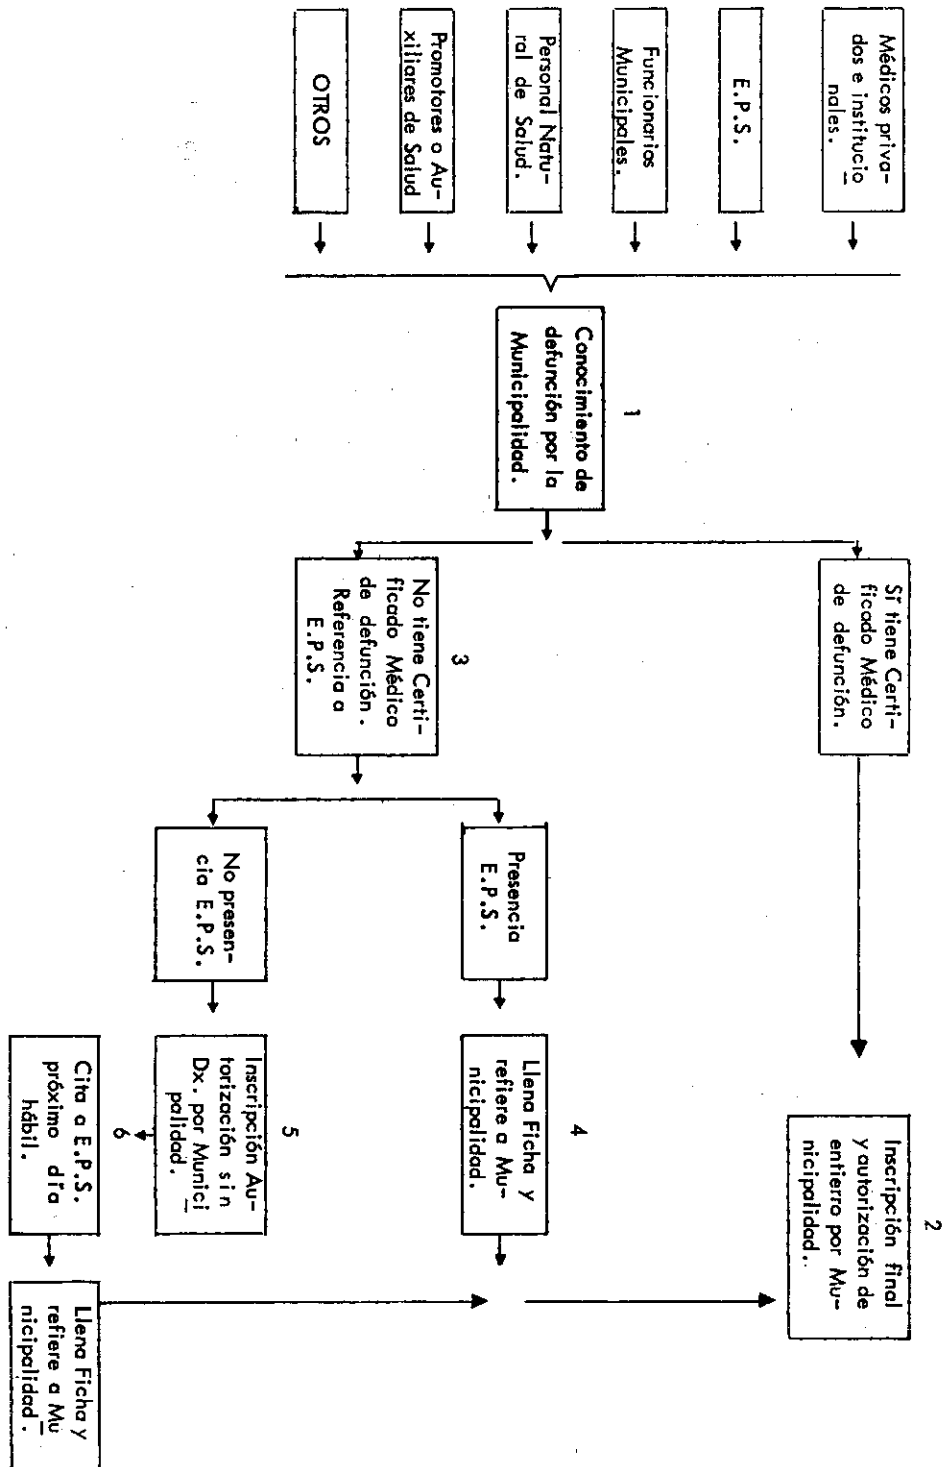 Médicos priva-
dos e institucio
nales.
E.P.S.
Funcionarios
Municipales.
Personal Natu-
ral de Salud.
Promotores o Au-
xiliares de Salud
OTROS
1
Conocimiento de
defunción por la
Municipalidad.
Sí tiene Certi-
ficado Médico
de defunción.
2
Inscripción final
y autorización de
entierro por Mu-
nicipalidad.
3
No tiene Certi-
ficado Médico
de defunción.
Referencia a
E.P.S.
Presencia
E.P.S.
4
Llena Ficha y
refiere a Mu-
nicipalidad.
No presen-
cia E.P.S.
5
Inscripción Au-
torización sin
Dx. por Munici
palidad.
6
Cita a E.P.S.
próximo día
hábil.
Llena Ficha y
refiere a Mu
nicipalidad.